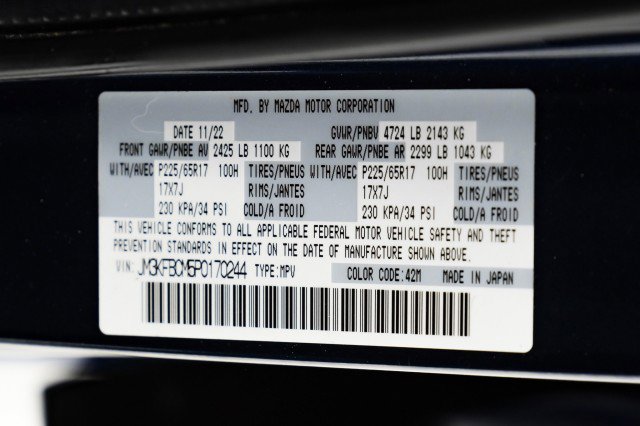 MFD. BY MAZDA MOTOR CORPORATION
DATE 11/22 GVWR/PNBV 4724 LB 2143 KG
FRONT GAWR/PNBE AV 2425 LB 1100 KG REAR GAWR/PNBE AR 2299 LB 1043 KG
WITH/AVEC P225/65R17 100H TIRES/PNEUS WITH/AVEC P225/65R17 100H TIRES/PNEUS
17X7J RIMS/JANTES 17X7J RIMS/JANTES
230 KPA/34 PSI COLD/A FROID 230 KPA/34 PSI COLD/A FROID
THIS VEHICLE CONFORMS TO ALL APPLICABLE FEDERAL MOTOR VEHICLE SAFETY AND THEFT
PREVENTION STANDARDS IN EFFECT ON THE DATE OF MANUFACTURE SHOWN ABOVE.
VIN: JM3KFBCM5P0170244 TYPE:MPV COLOR CODE:42M MADE IN JAPAN